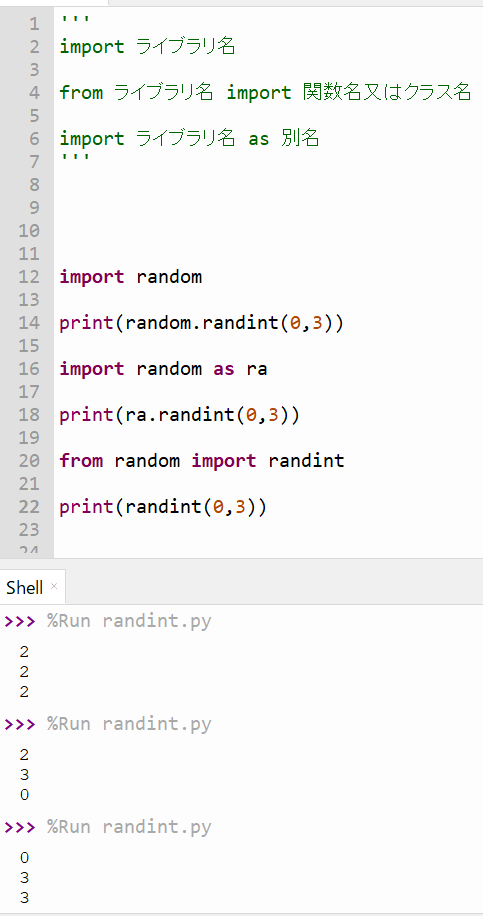 1 '''
2 import ライブラリ名
3
4 from ライブラリ名 import 関数名又はクラス名
5
6 import ライブラリ名 as 別名
7 '''
8
9
10
11
12 import random
13
14 print(random.randint(0,3))
15
16 import random as ra
17
18 print(ra.randint(0,3))
19
20 from random import randint
21
22 print(randint(0,3))
23
24
Shell ×
>>> %Run randint.py
2
2
2
>>> %Run randint.py
2
3
0
>>> %Run randint.py
0
3
3